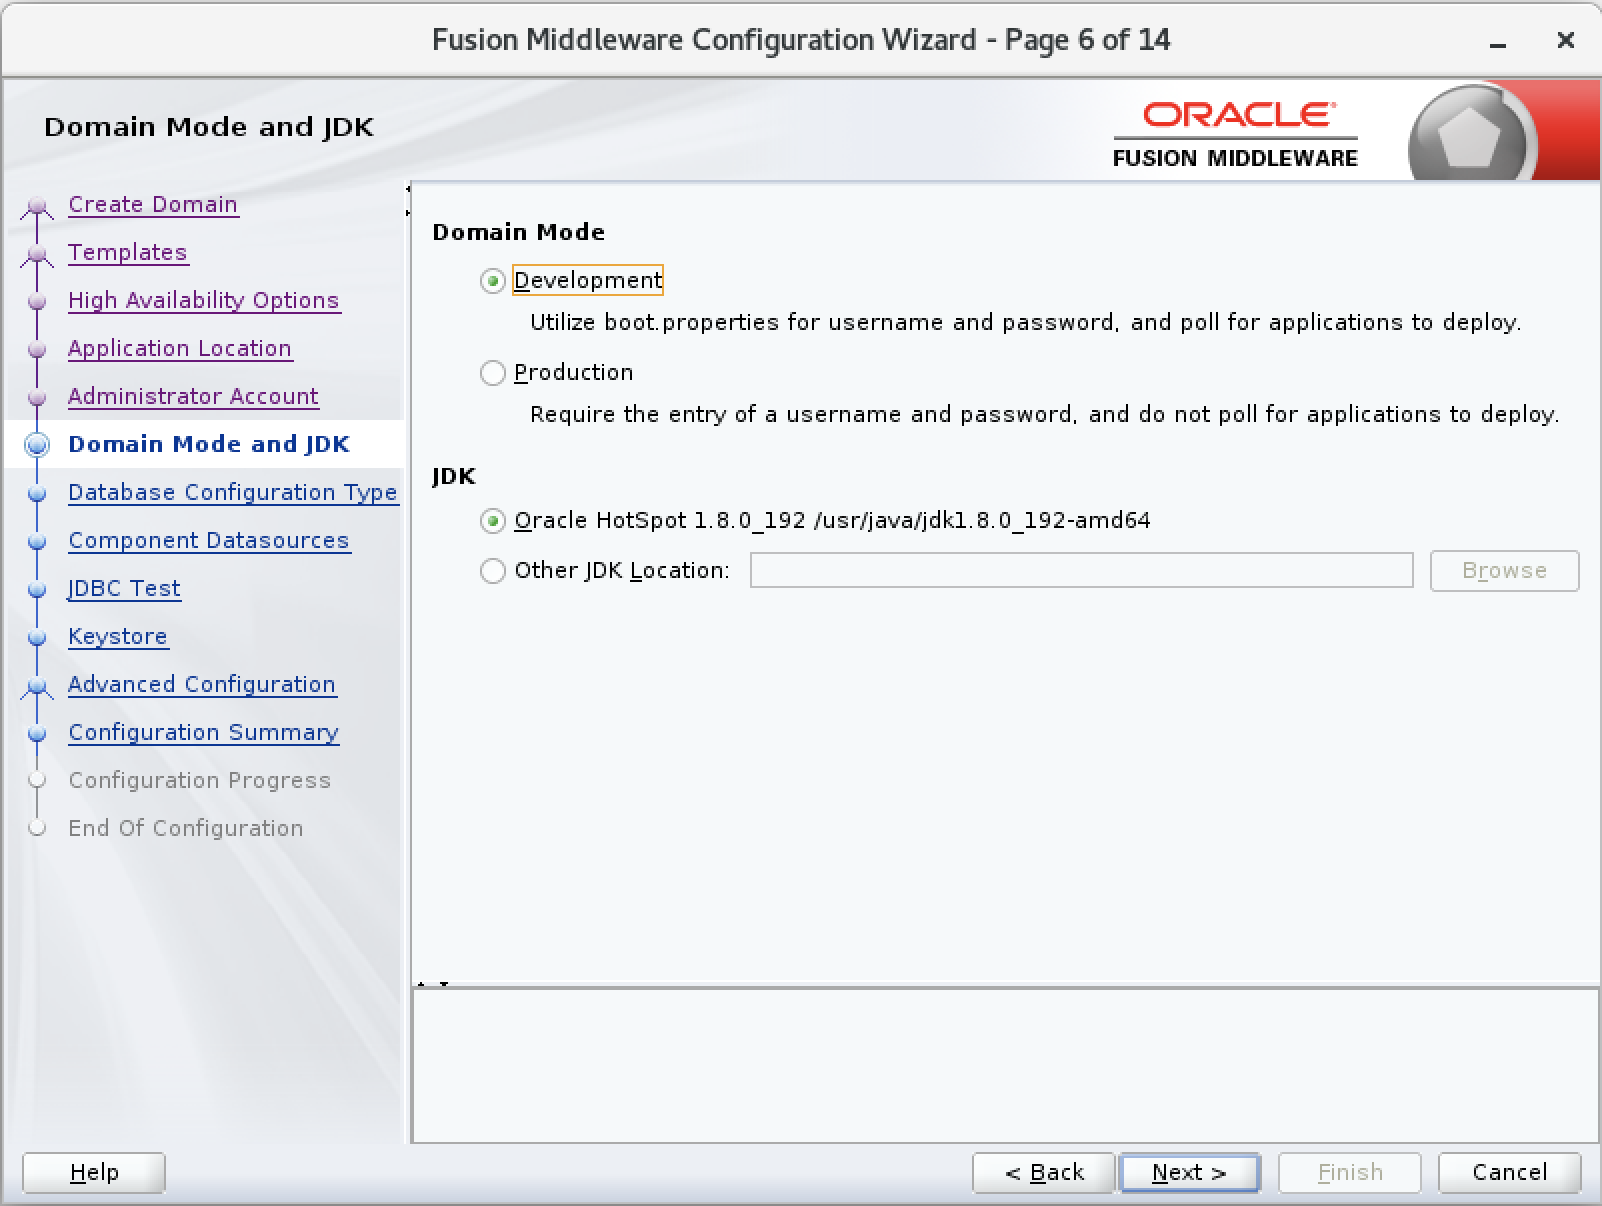 Fusion Middleware Configuration Wizard - Page 6 of 14
Domain Mode and JDK
ORACLE
FUSION MIDDLEWARE
Create Domain
Templates
High Availability Options
Application Location
Administrator Account
Domain Mode and JDK
Database Configuration Type
Component Datasources
JDBC Test
Keystore
Advanced Configuration
Configuration Summary
Configuration Progress
End Of Configuration
Domain Mode
Development
Utilize boot.properties for username and password, and poll for applications to deploy.
Production
Require the entry of a username and password, and do not poll for applications to deploy.
JDK
Oracle HotSpot 1.8.0_192 /usr/java/jdk1.8.0_192-amd64
Other JDK Location:
Browse
Help
< Back
Next >
Finish
Cancel